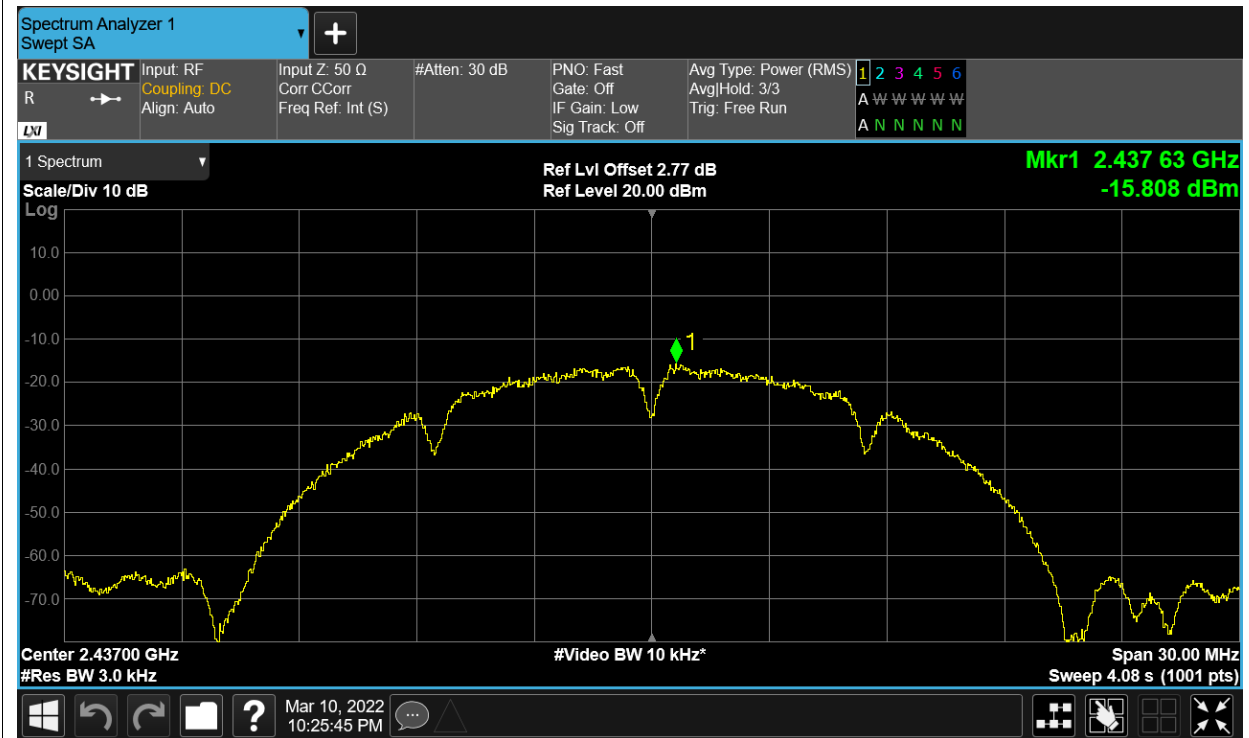 Spectrum Analyzer 1
Swept SA
KEYSIGHT
R
LXI
Input: RF
Coupling: DC
Align: Auto
Input Z: 50 Ω
Corr CCorr
Freq Ref: Int (S)
#Atten: 30 dB
PNO: Fast
Gate: Off
IF Gain: Low
Sig Track: Off
Avg Type: Power (RMS)
Avg|Hold: 3/3
Trig: Free Run
1 2 3 4 5 6
A W W W W W
A N N N N N
1 Spectrum
Scale/Div 10 dB
Log
Ref Lvl Offset 2.77 dB
Ref Level 20.00 dBm
Mkr1 2.437 63 GHz
-15.808 dBm
10.0
0.00
-10.0
1
-20.0
-30.0
-40.0
-50.0
-60.0
-70.0
Center 2.43700 GHz
#Video BW 10 kHz*
Span 30.00 MHz
#Res BW 3.0 kHz
Sweep 4.08 s (1001 pts)
?
Mar 10, 2022
10:25:45 PM